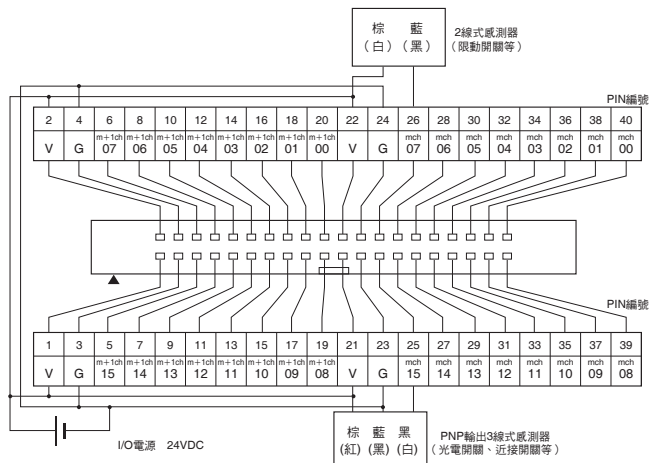 棕 藍
(白) (黑)
2線式感測器
(限動開關等)
PIN編號
2 4 6 8 10 12 14 16 18 20 22 24 26 28 30 32 34 36 38 40
V G m+1ch 07 m+1ch 06 m+1ch 05 m+1ch 04 m+1ch 03 m+1ch 02 m+1ch 01 m+1ch 00 V G mch 07 mch 06 mch 05 mch 04 mch 03 mch 02 mch 01 mch 00
PIN編號
1 3 5 7 9 11 13 15 17 19 21 23 25 27 29 31 33 35 37 39
V G m+1ch 15 m+1ch 14 m+1ch 13 m+1ch 12 m+1ch 11 m+1ch 10 m+1ch 09 m+1ch 08 V G mch 15 mch 14 mch 13 mch 12 mch 11 mch 10 mch 09 mch 08
I/O電源 24VDC
棕 藍 黑
(紅) (黑) (白)
PNP輸出3線式感測器
(光電開關、近接開關等)